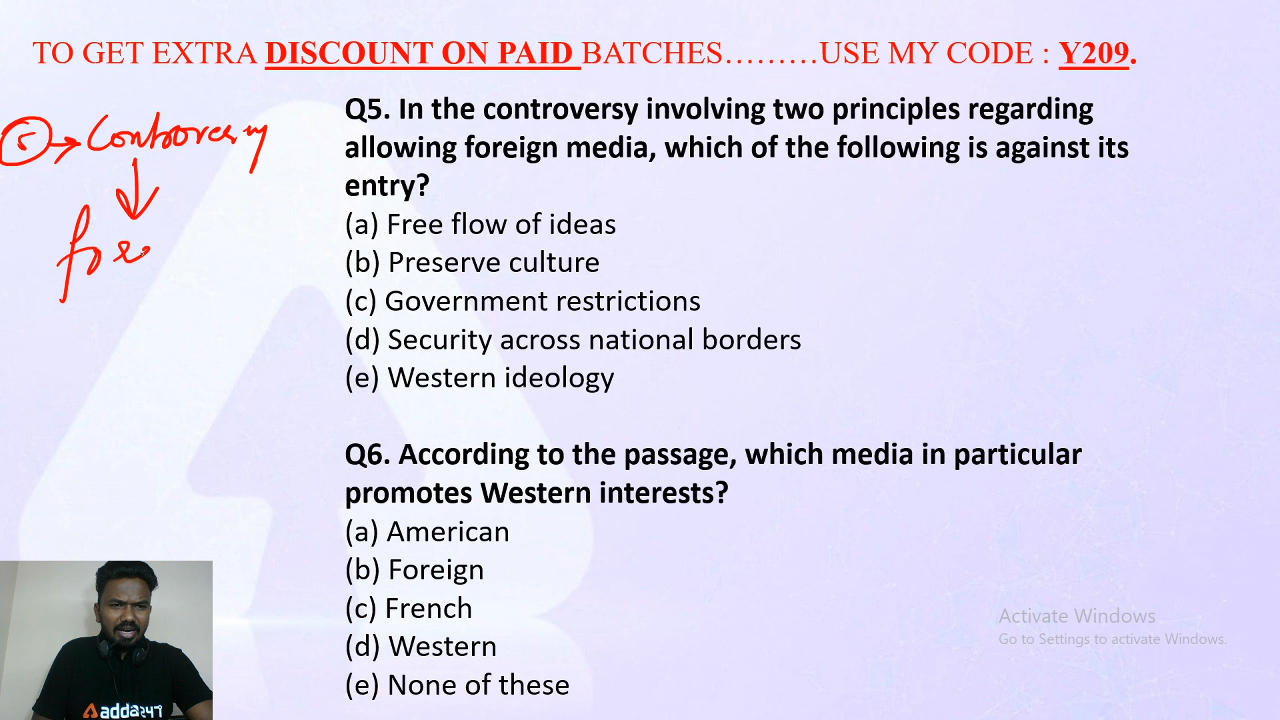 TO GET EXTRA DISCOUNT ON PAID BATCHES.........USE MY CODE : Y209.
5 → Controversy
for
Q5. In the controversy involving two principles regarding
allowing foreign media, which of the following is against its
entry?
(a) Free flow of ideas
(b) Preserve culture
(c) Government restrictions
(d) Security across national borders
(e) Western ideology
Q6. According to the passage, which media in particular
promotes Western interests?
(a) American
(b) Foreign
(c) French
(d) Western
(e) None of these
Activate Windows
Go to Settings to activate Windows.
adda247